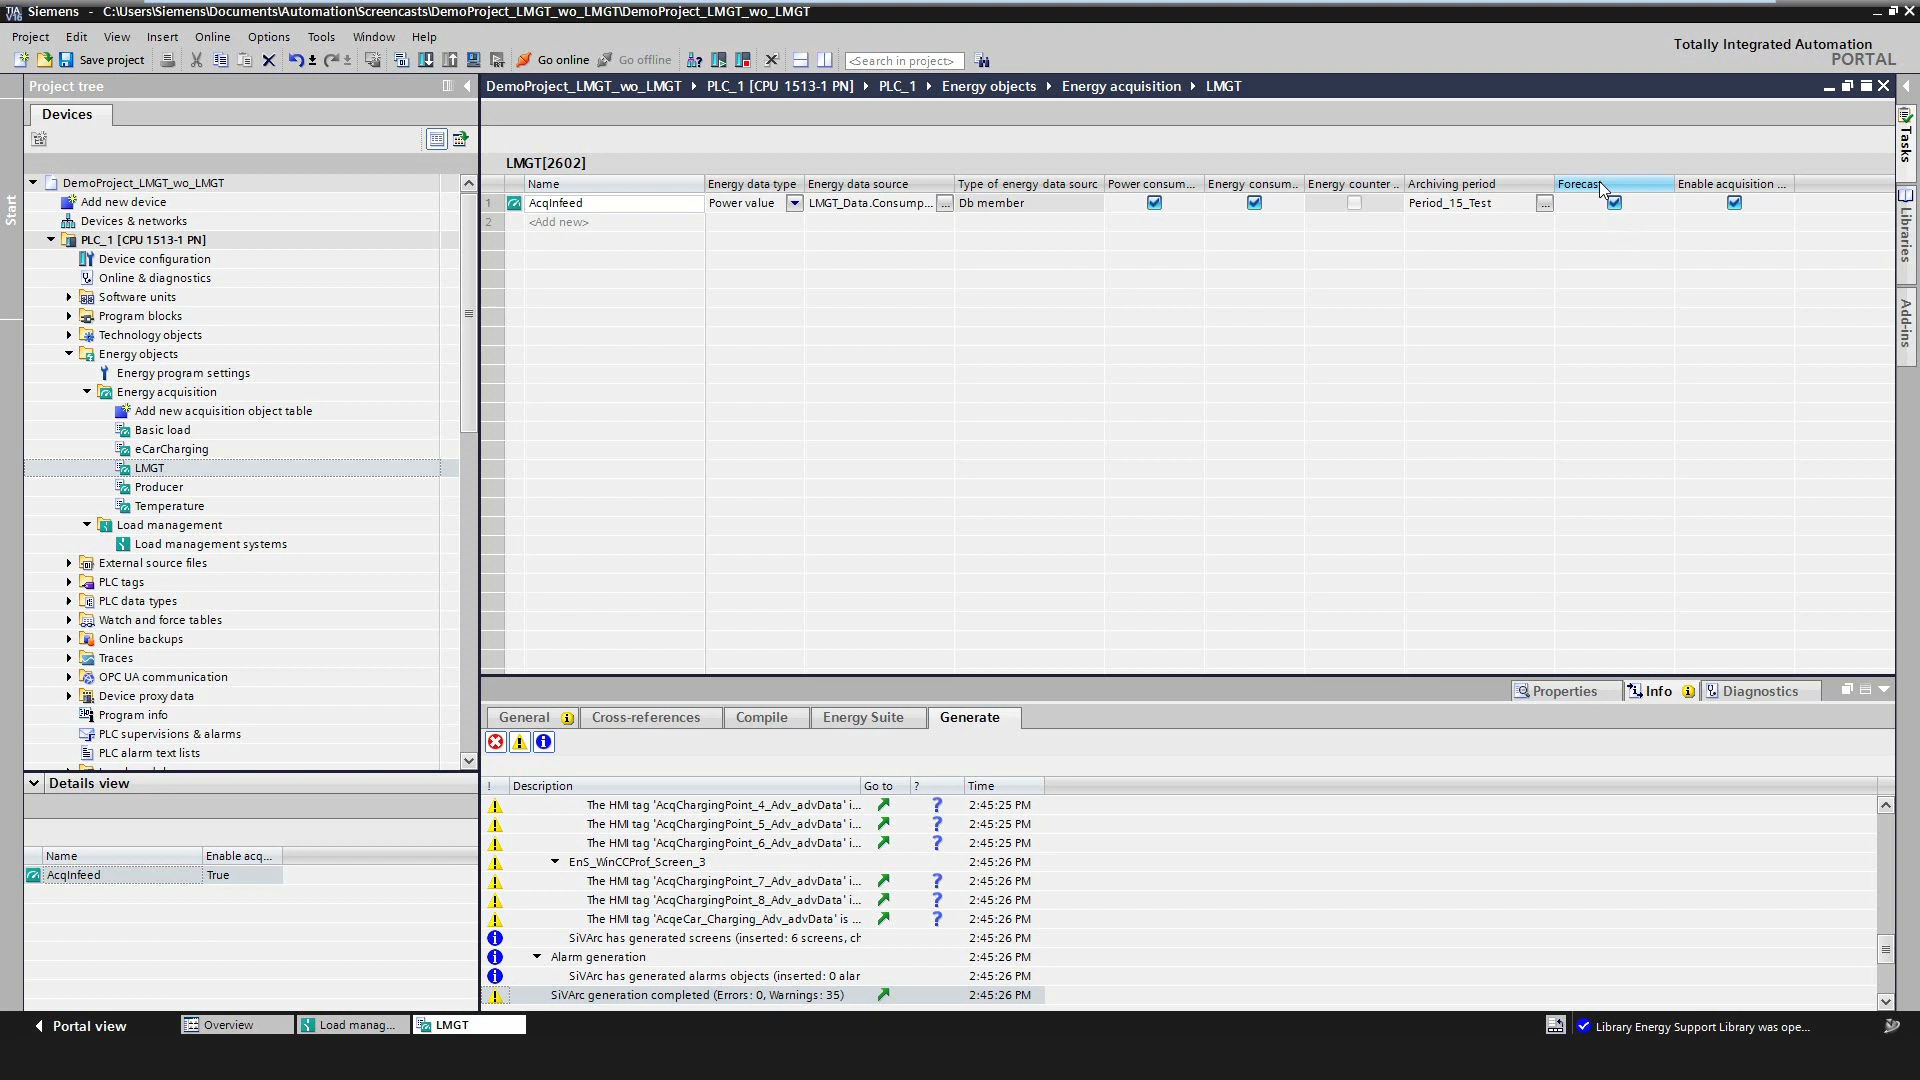 Siemens - C:\Users\Siemens\Documents\Automation\Screencasts\DemoProject_LMGT_wo_LMGT\DemoProject_LMGT_wo_LMGT
Project Edit View Insert Online Options Tools Window Help
Totally Integrated Automation
PORTAL
Save project Go online Go offline <Search in project>
Project tree
DemoProject_LMGT_wo_LMGT PLC_1 [CPU 1513-1 PN] PLC_1 Energy objects Energy acquisition LMGT
Devices
Start
Tasks
Libraries
Add-ins
DemoProject_LMGT_wo_LMGT
Add new device
Devices & networks
PLC_1 [CPU 1513-1 PN]
Device configuration
Online & diagnostics
Software units
Program blocks
Technology objects
Energy objects
Energy program settings
Energy acquisition
Add new acquisition object table
Basic load
eCarCharging
LMGT
Producer
Temperature
Load management
Load management systems
External source files
PLC tags
PLC data types
Watch and force tables
Online backups
Traces
OPC UA communication
Device proxy data
Program info
PLC supervisions & alarms
PLC alarm text lists
LMGT[2602]
Name Energy data type Energy data source Type of energy data sourc Power consum... Energy consum.. Energy counter .. Archiving period Forecas Enable acquisition ...
1 AcqInfeed Power value LMGT_Data.Consump... ... Db member Period_15_Test ...
2 <Add new>
Properties Info Diagnostics
General Cross-references Compile Energy Suite Generate
! Description Go to ? Time
The HMI tag 'AcqChargingPoint_4_Adv_advData' i... ? 2:45:25 PM
The HMI tag 'AcqChargingPoint_5_Adv_advData' i... ? 2:45:25 PM
The HMI tag 'AcqChargingPoint_6_Adv_advData' i... ? 2:45:25 PM
EnS_WinCCProf_Screen_3 2:45:26 PM
The HMI tag 'AcqChargingPoint_7_Adv_advData' i... ? 2:45:26 PM
The HMI tag 'AcqChargingPoint_8_Adv_advData' i... ? 2:45:26 PM
The HMI tag 'AcqeCar_Charging_Adv_advData' is ... ? 2:45:26 PM
SiVArc has generated screens (inserted: 6 screens, ch 2:45:26 PM
Alarm generation 2:45:26 PM
SiVArc has generated alarms objects (inserted: 0 alar 2:45:26 PM
SiVArc generation completed (Errors: 0, Warnings: 35) 2:45:26 PM
Details view
Name Enable acq...
AcqInfeed True
Portal view Overview Load manag... LMGT Library Energy Support Library was ope...